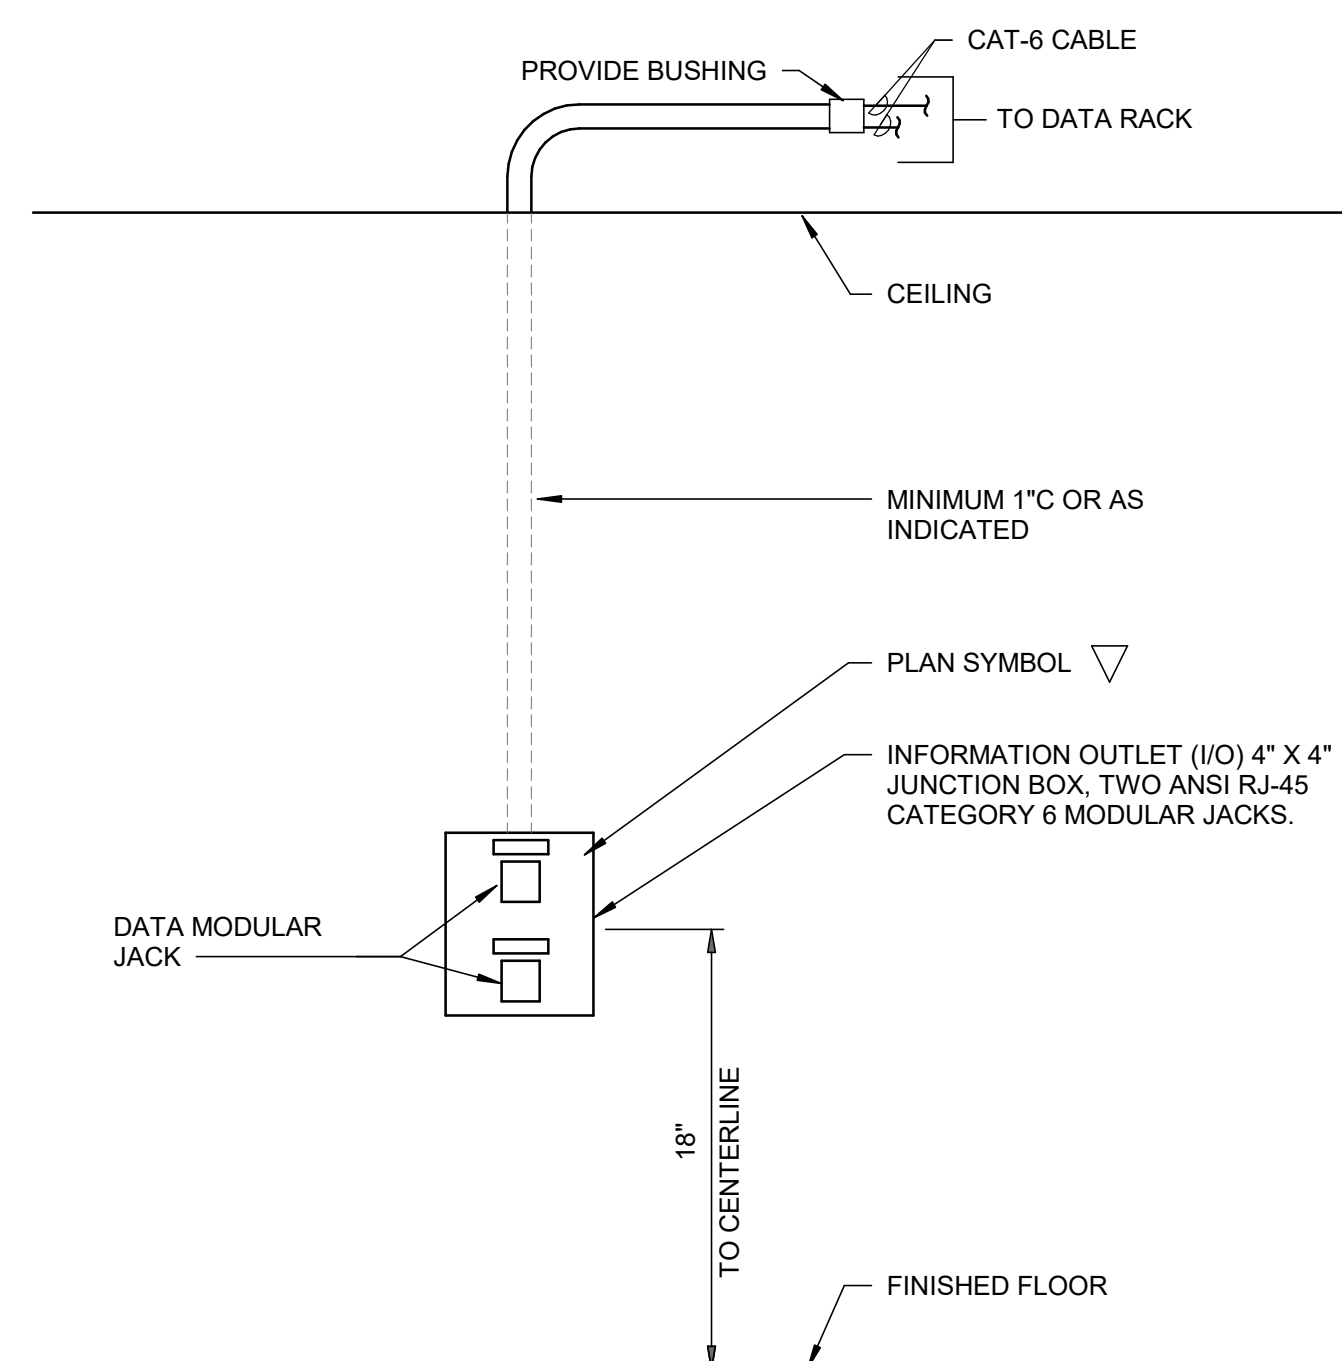 CAT-6 CABLE
PROVIDE BUSHING
TO DATA RACK
CEILING
MINIMUM 1"C OR AS
INDICATED
PLAN SYMBOL
INFORMATION OUTLET (I/O) 4" X 4"
JUNCTION BOX, TWO ANSI RJ-45
CATEGORY 6 MODULAR JACKS.
DATA MODULAR
JACK
18"
TO CENTERLINE
FINISHED FLOOR